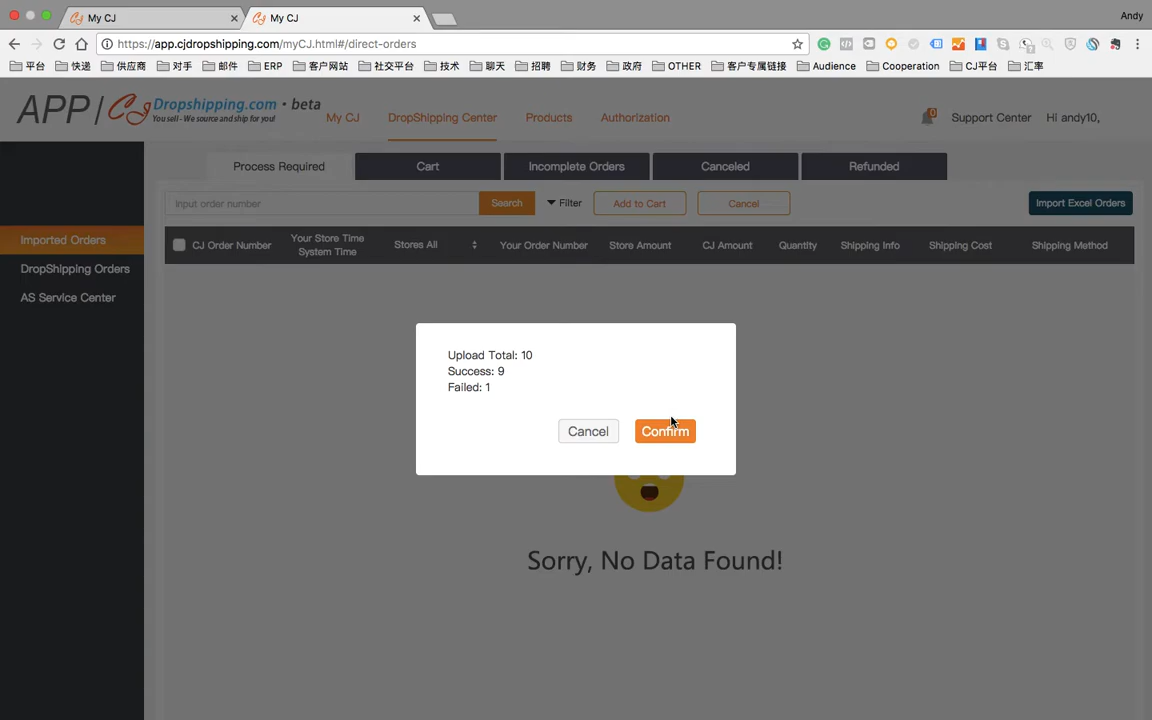 My CJ
My CJ
Andy
https://app.cjdropshipping.com/myCJ.html#/direct-orders
平台 快递 供应商 对手 邮件 ERP 客户网站 社交平台 技术 聊天 招聘 财务 政府 OTHER 客户专属链接 Audience Cooperation CJ平台 汇率
APP / CJ Dropshipping.com • beta
You sell - We source and ship for you!
My CJ DropShipping Center Products Authorization
0 Support Center Hi andy10,
Process Required Cart Incomplete Orders Canceled Refunded
Input order number Search Filter Add to Cart Cancel Import Excel Orders
Imported Orders
DropShipping Orders
AS Service Center
CJ Order Number Your Store Time System Time Stores All Your Order Number Store Amount CJ Amount Quantity Shipping Info Shipping Cost Shipping Method
Upload Total: 10
Success: 9
Failed: 1
Cancel Confirm
Sorry, No Data Found!